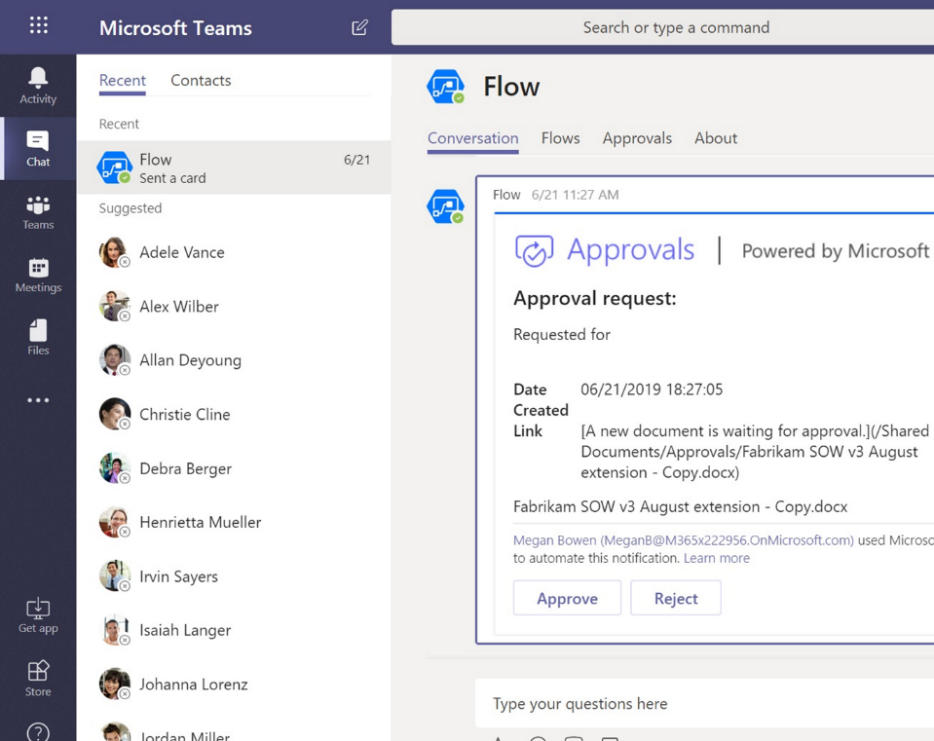 Microsoft Teams
Search or type a command
Activity
Chat
Teams
Meetings
Files
Get app
Store
Recent Contacts
Recent
Flow 6/21
Sent a card
Suggested
Adele Vance
Alex Wilber
Allan Deyoung
Christie Cline
Debra Berger
Henrietta Mueller
Irvin Sayers
Isaiah Langer
Johanna Lorenz
Jordan Miller
Flow
Conversation Flows Approvals About
Flow 6/21 11:27 AM
Approvals | Powered by Microsoft
Approval request:
Requested for
Date 06/21/2019 18:27:05
Created
Link [A new document is waiting for approval.](/Shared
Documents/Approvals/Fabrikam SOW v3 August
extension - Copy.docx)
Fabrikam SOW v3 August extension - Copy.docx
Megan Bowen (MeganB@M365x222956.OnMicrosoft.com) used Microso
to automate this notification. Learn more
Approve Reject
Type your questions here